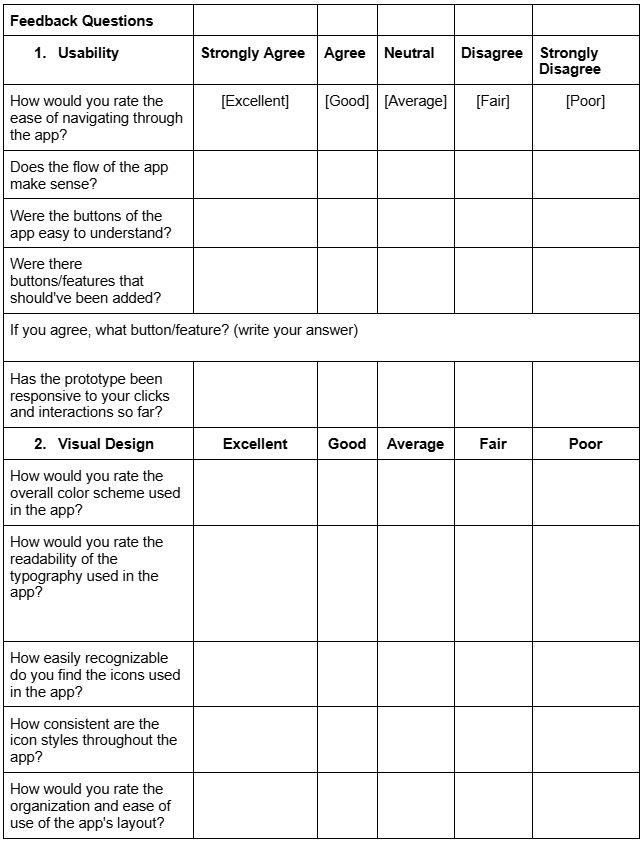 Feedback Questions
1. Usability Strongly Agree Agree Neutral Disagree Strongly
Disagree
How would you rate the [Excellent] [Good] [Average] [Fair] [Poor]
ease of navigating through
the app?
Does the flow of the app
make sense?
Were the buttons of the
app easy to understand?
Were there
buttons/features that
should've been added?
If you agree, what button/feature? (write your answer)
Has the prototype been
responsive to your clicks
and interactions so far?
2. Visual Design Excellent Good Average Fair Poor
How would you rate the
overall color scheme used
in the app?
How would you rate the
readability of the
typography used in the
app?
How easily recognizable
do you find the icons used
in the app?
How consistent are the
icon styles throughout the
app?
How would you rate the
organization and ease of
use of the app's layout?